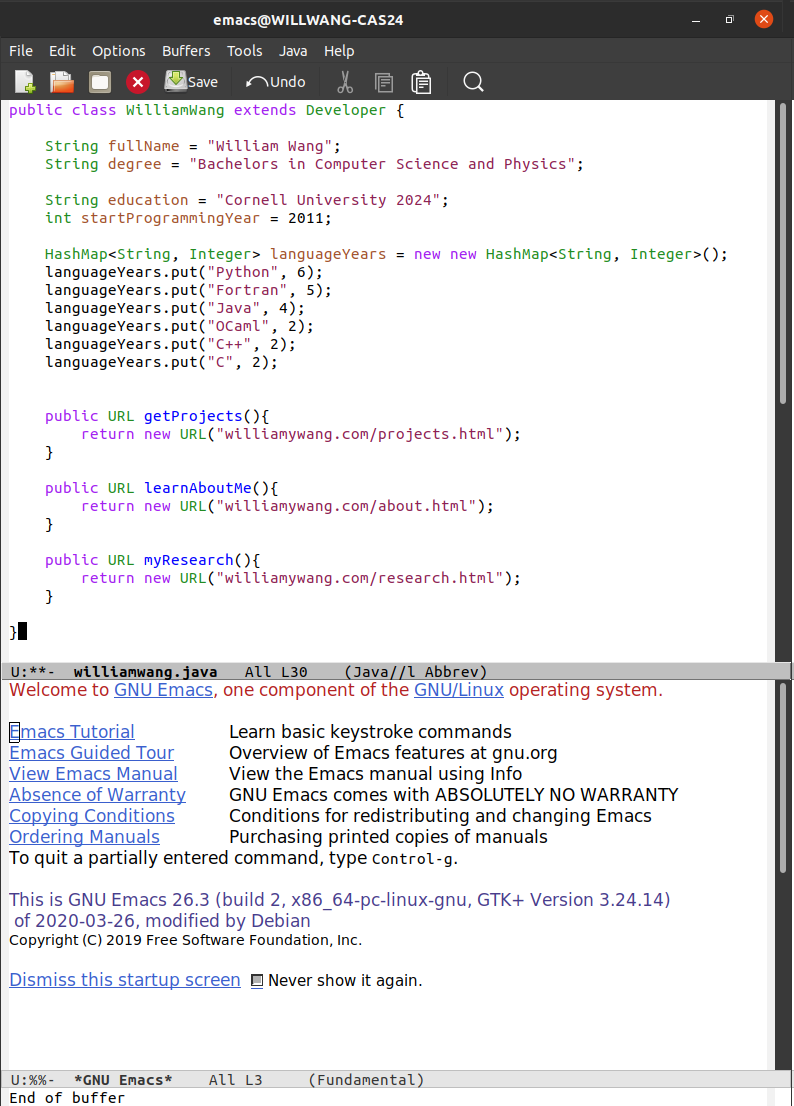 emacs@WILLWANG-CAS24
File Edit Options Buffers Tools Java Help
Save Undo
public class WilliamWang extends Developer {
String fullName = "William Wang";
String degree = "Bachelors in Computer Science and Physics";
String education = "Cornell University 2024";
int startProgrammingYear = 2011;
HashMap<String, Integer> languageYears = new new HashMap<String, Integer>();
languageYears.put("Python", 6);
languageYears.put("Fortran", 5);
languageYears.put("Java", 4);
languageYears.put("OCaml", 2);
languageYears.put("C++", 2);
languageYears.put("C", 2);
public URL getProjects(){
return new URL("williamywang.com/projects.html");
}
public URL learnAboutMe(){
return new URL("williamywang.com/about.html");
}
public URL myResearch(){
return new URL("williamywang.com/research.html");
}
}
U:**-  williamwang.java   All L30    (Java//l Abbrev)
Welcome to GNU Emacs, one component of the GNU/Linux operating system.
Emacs Tutorial Learn basic keystroke commands
Emacs Guided Tour Overview of Emacs features at gnu.org
View Emacs Manual View the Emacs manual using Info
Absence of Warranty GNU Emacs comes with ABSOLUTELY NO WARRANTY
Copying Conditions Conditions for redistributing and changing Emacs
Ordering Manuals Purchasing printed copies of manuals
To quit a partially entered command, type Control-g.
This is GNU Emacs 26.3 (build 2, x86_64-pc-linux-gnu, GTK+ Version 3.24.14)
of 2020-03-26, modified by Debian
Copyright (C) 2019 Free Software Foundation, Inc.
Dismiss this startup screen Never show it again.
U:%%-  *GNU Emacs*    All L3     (Fundamental)
End of buffer